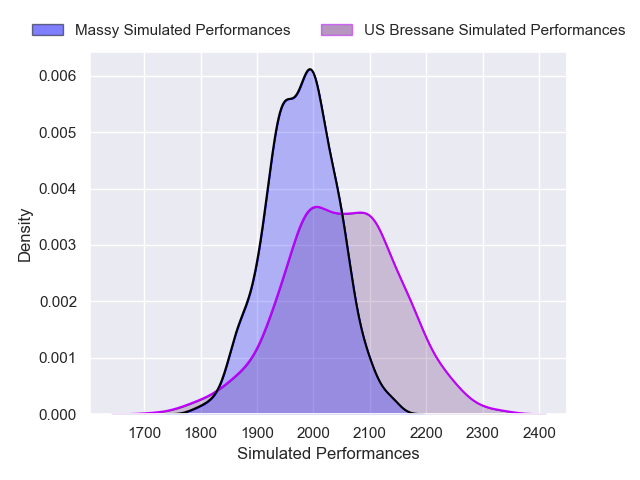 Massy Simulated Performances
US Bressane Simulated Performances
0.006
0.005
0.004
0.003
0.002
0.001
0.000
Density
1700 1800 1900 2000 2100 2200 2300 2400
Simulated Performances